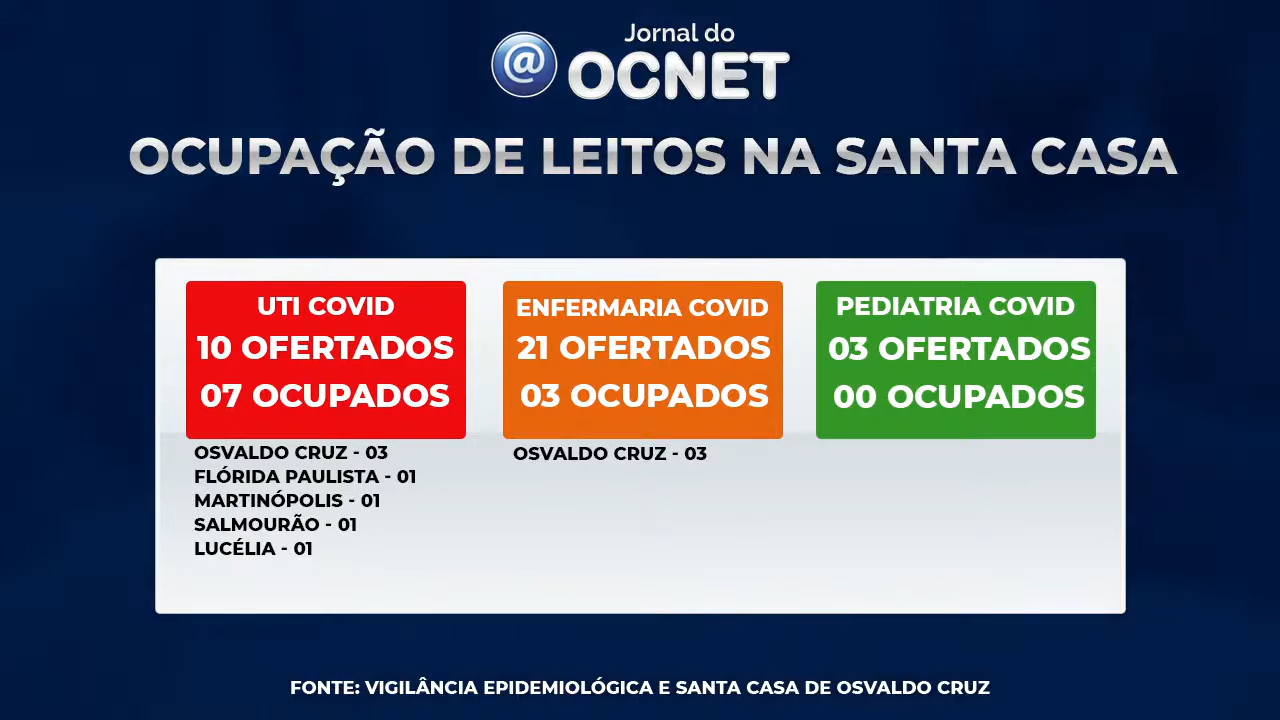 Jornal do
@ OCNET
OCUPAÇÃO DE LEITOS NA SANTA CASA
UTI COVID
10 OFERTADOS
07 OCUPADOS
OSVALDO CRUZ - 03
FLÓRIDA PAULISTA - 01
MARTINÓPOLIS - 01
SALMOURÃO - 01
LUCÉLIA - 01
ENFERMARIA COVID
21 OFERTADOS
03 OCUPADOS
OSVALDO CRUZ - 03
PEDIATRIA COVID
03 OFERTADOS
00 OCUPADOS
FONTE: VIGILÂNCIA EPIDEMIOLÓGICA E SANTA CASA DE OSVALDO CRUZ